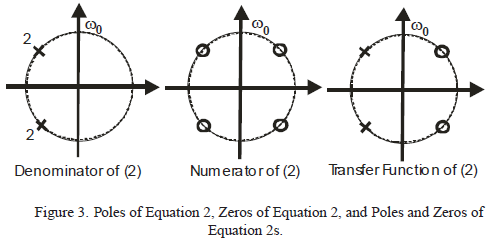 ω0
ω0
ω0
2
2
Denominator of (2)
Numerator of (2)
Transfer Function of (2)
Figure 3. Poles of Equation 2, Zeros of Equation 2, and Poles and Zeros of
Equation 2s.